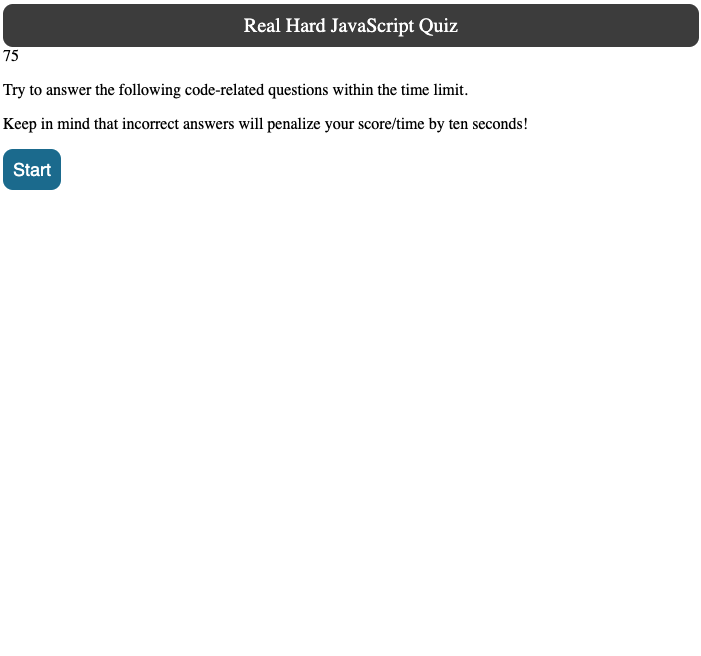 Real Hard JavaScript Quiz
75
Try to answer the following code-related questions within the time limit.
Keep in mind that incorrect answers will penalize your score/time by ten seconds!
Start